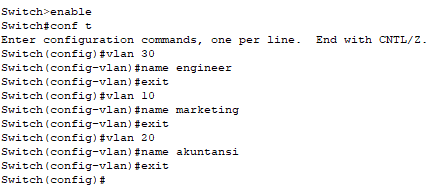 Switch>enable
Switch#conf t
Enter configuration commands, one per line.  End with CNTL/Z.
Switch(config)#vlan 30
Switch(config-vlan)#name engineer
Switch(config-vlan)#exit
Switch(config)#vlan 10
Switch(config-vlan)#name marketing
Switch(config-vlan)#exit
Switch(config)#vlan 20
Switch(config-vlan)#name akuntansi
Switch(config-vlan)#exit
Switch(config)#